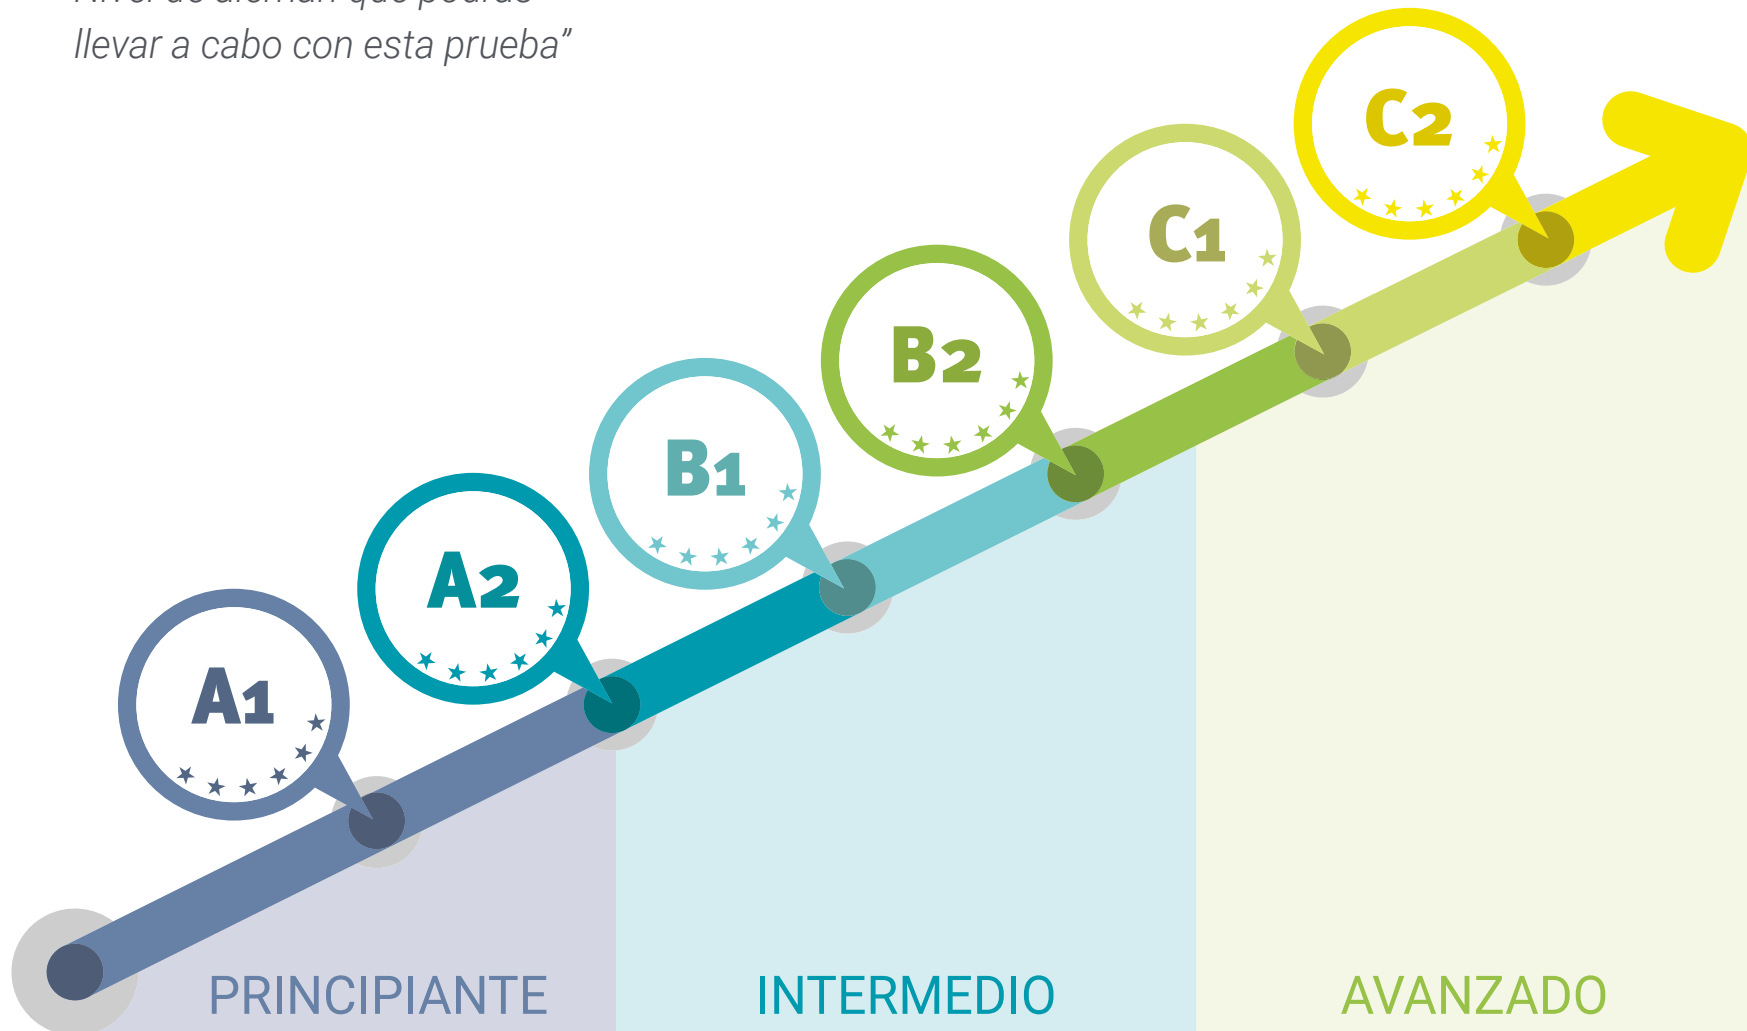 llevar a cabo con esta prueba”
C2
C1
B2
B1
A2
A1
PRINCIPIANTE
INTERMEDIO
AVANZADO